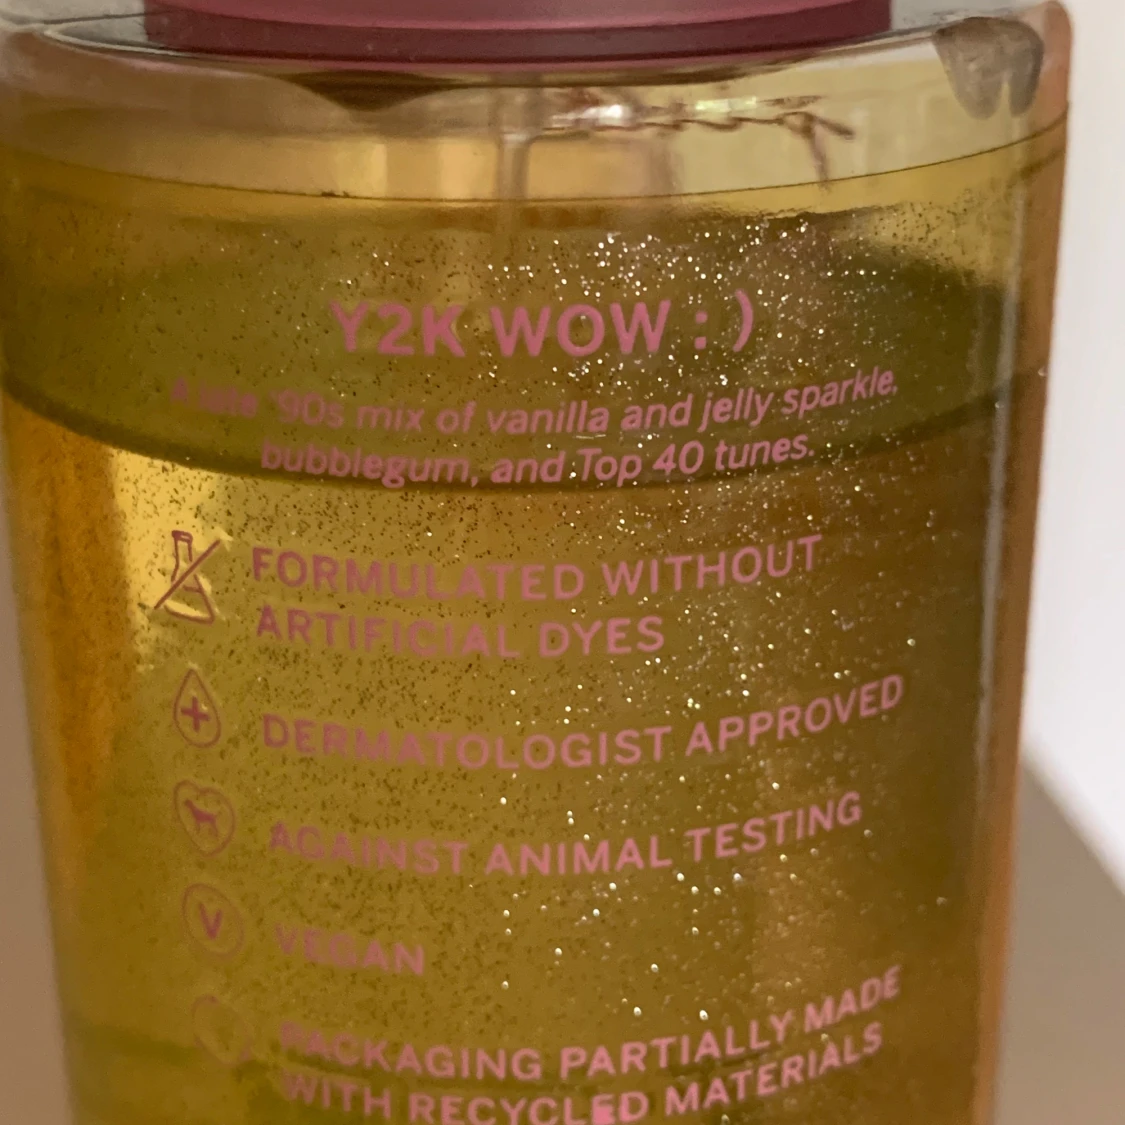 Y2K WOW : )
A late '90s mix of vanilla and jelly sparkle,
bubblegum, and Top 40 tunes.
FORMULATED WITHOUT
ARTIFICIAL DYES
DERMATOLOGIST APPROVED
AGAINST ANIMAL TESTING
V
VEGAN
PACKAGING PARTIALLY MADE
WITH RECYCLED MATERIALS